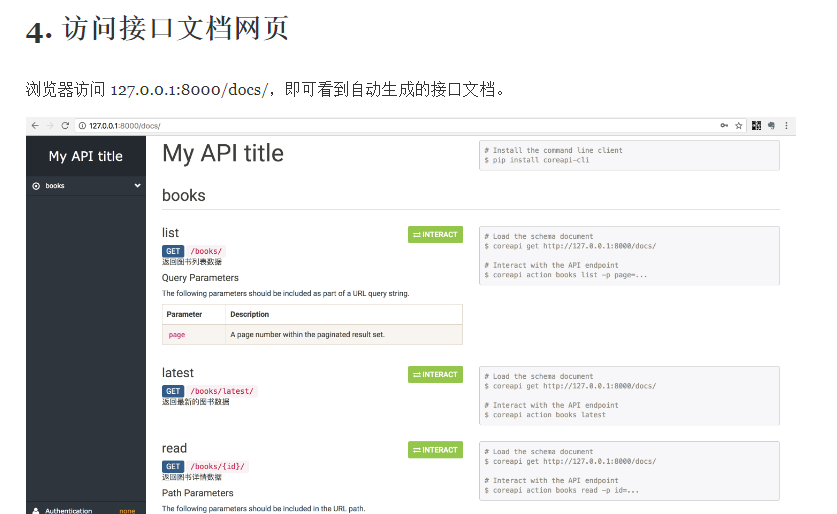 4. 访问接口文档网页
浏览器访问 127.0.0.1:8000/docs/，即可看到自动生成的接口文档。
127.0.0.1:8000/docs/
My API title
books
Authentication none
My API title
# Install the command line client
$ pip install coreapi-cli
books
list
INTERACT
GET /books/
返回图书列表数据
Query Parameters
The following parameters should be included as part of a URL query string.
Parameter Description
page A page number within the paginated result set.
# Load the schema document
$ coreapi get http://127.0.0.1:8000/docs/
# Interact with the API endpoint
$ coreapi action books list -p page=...
latest
INTERACT
GET /books/latest/
返回最新的图书数据
# Load the schema document
$ coreapi get http://127.0.0.1:8000/docs/
# Interact with the API endpoint
$ coreapi action books latest
read
INTERACT
GET /books/{id}/
返回图书详情数据
Path Parameters
The following parameters should be included in the URL path.
# Load the schema document
$ coreapi get http://127.0.0.1:8000/docs/
# Interact with the API endpoint
$ coreapi action books read -p id=...